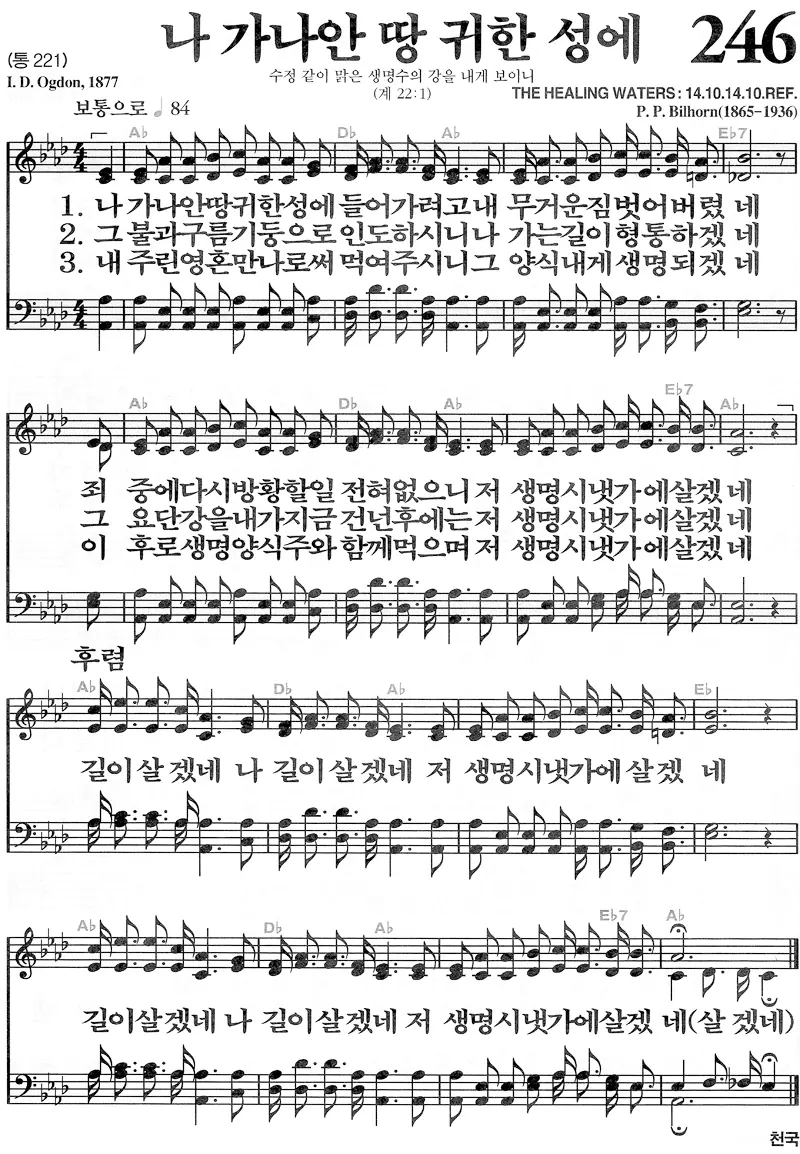 나 가나안 땅 귀한 성에 246
(통 221)
수정 같이 맑은 생명수의 강을 내게 보이니
I. D. Ogdon, 1877
(계 22:1)
THE HEALING WATERS : 14.10.14.10.REF.
보통으로 ♩ 84
P. P. Bilhorn(1865-1936)
A♭ D♭ A♭ E♭7
1. 나 가나안땅귀한성에 들어가려고내 무거운짐벗어버렸 네
2. 그 불과구름기둥으로 인도하시니나 가는길이형통하겠 네
3. 내 주린영혼만나로써 먹여주시니그 양식내게생명되겠 네
A♭ D♭ A♭ E♭7 A♭
죄 중에다시방황할일 전혀없으니저 생명시냇가에살겠 네
그 요단강을내가지금 건넌후에는저 생명시냇가에살겠 네
이 후로생명양식주와 함께먹으며저 생명시냇가에살겠 네
후렴
A♭ D♭ A♭ E♭
길이살겠네 나 길이살겠네 저 생명시냇가에살겠 네
A♭ D♭ A♭ E♭7 A♭
길이살겠네 나 길이살겠네 저 생명시냇가에살겠 네(살 겠네)
천국